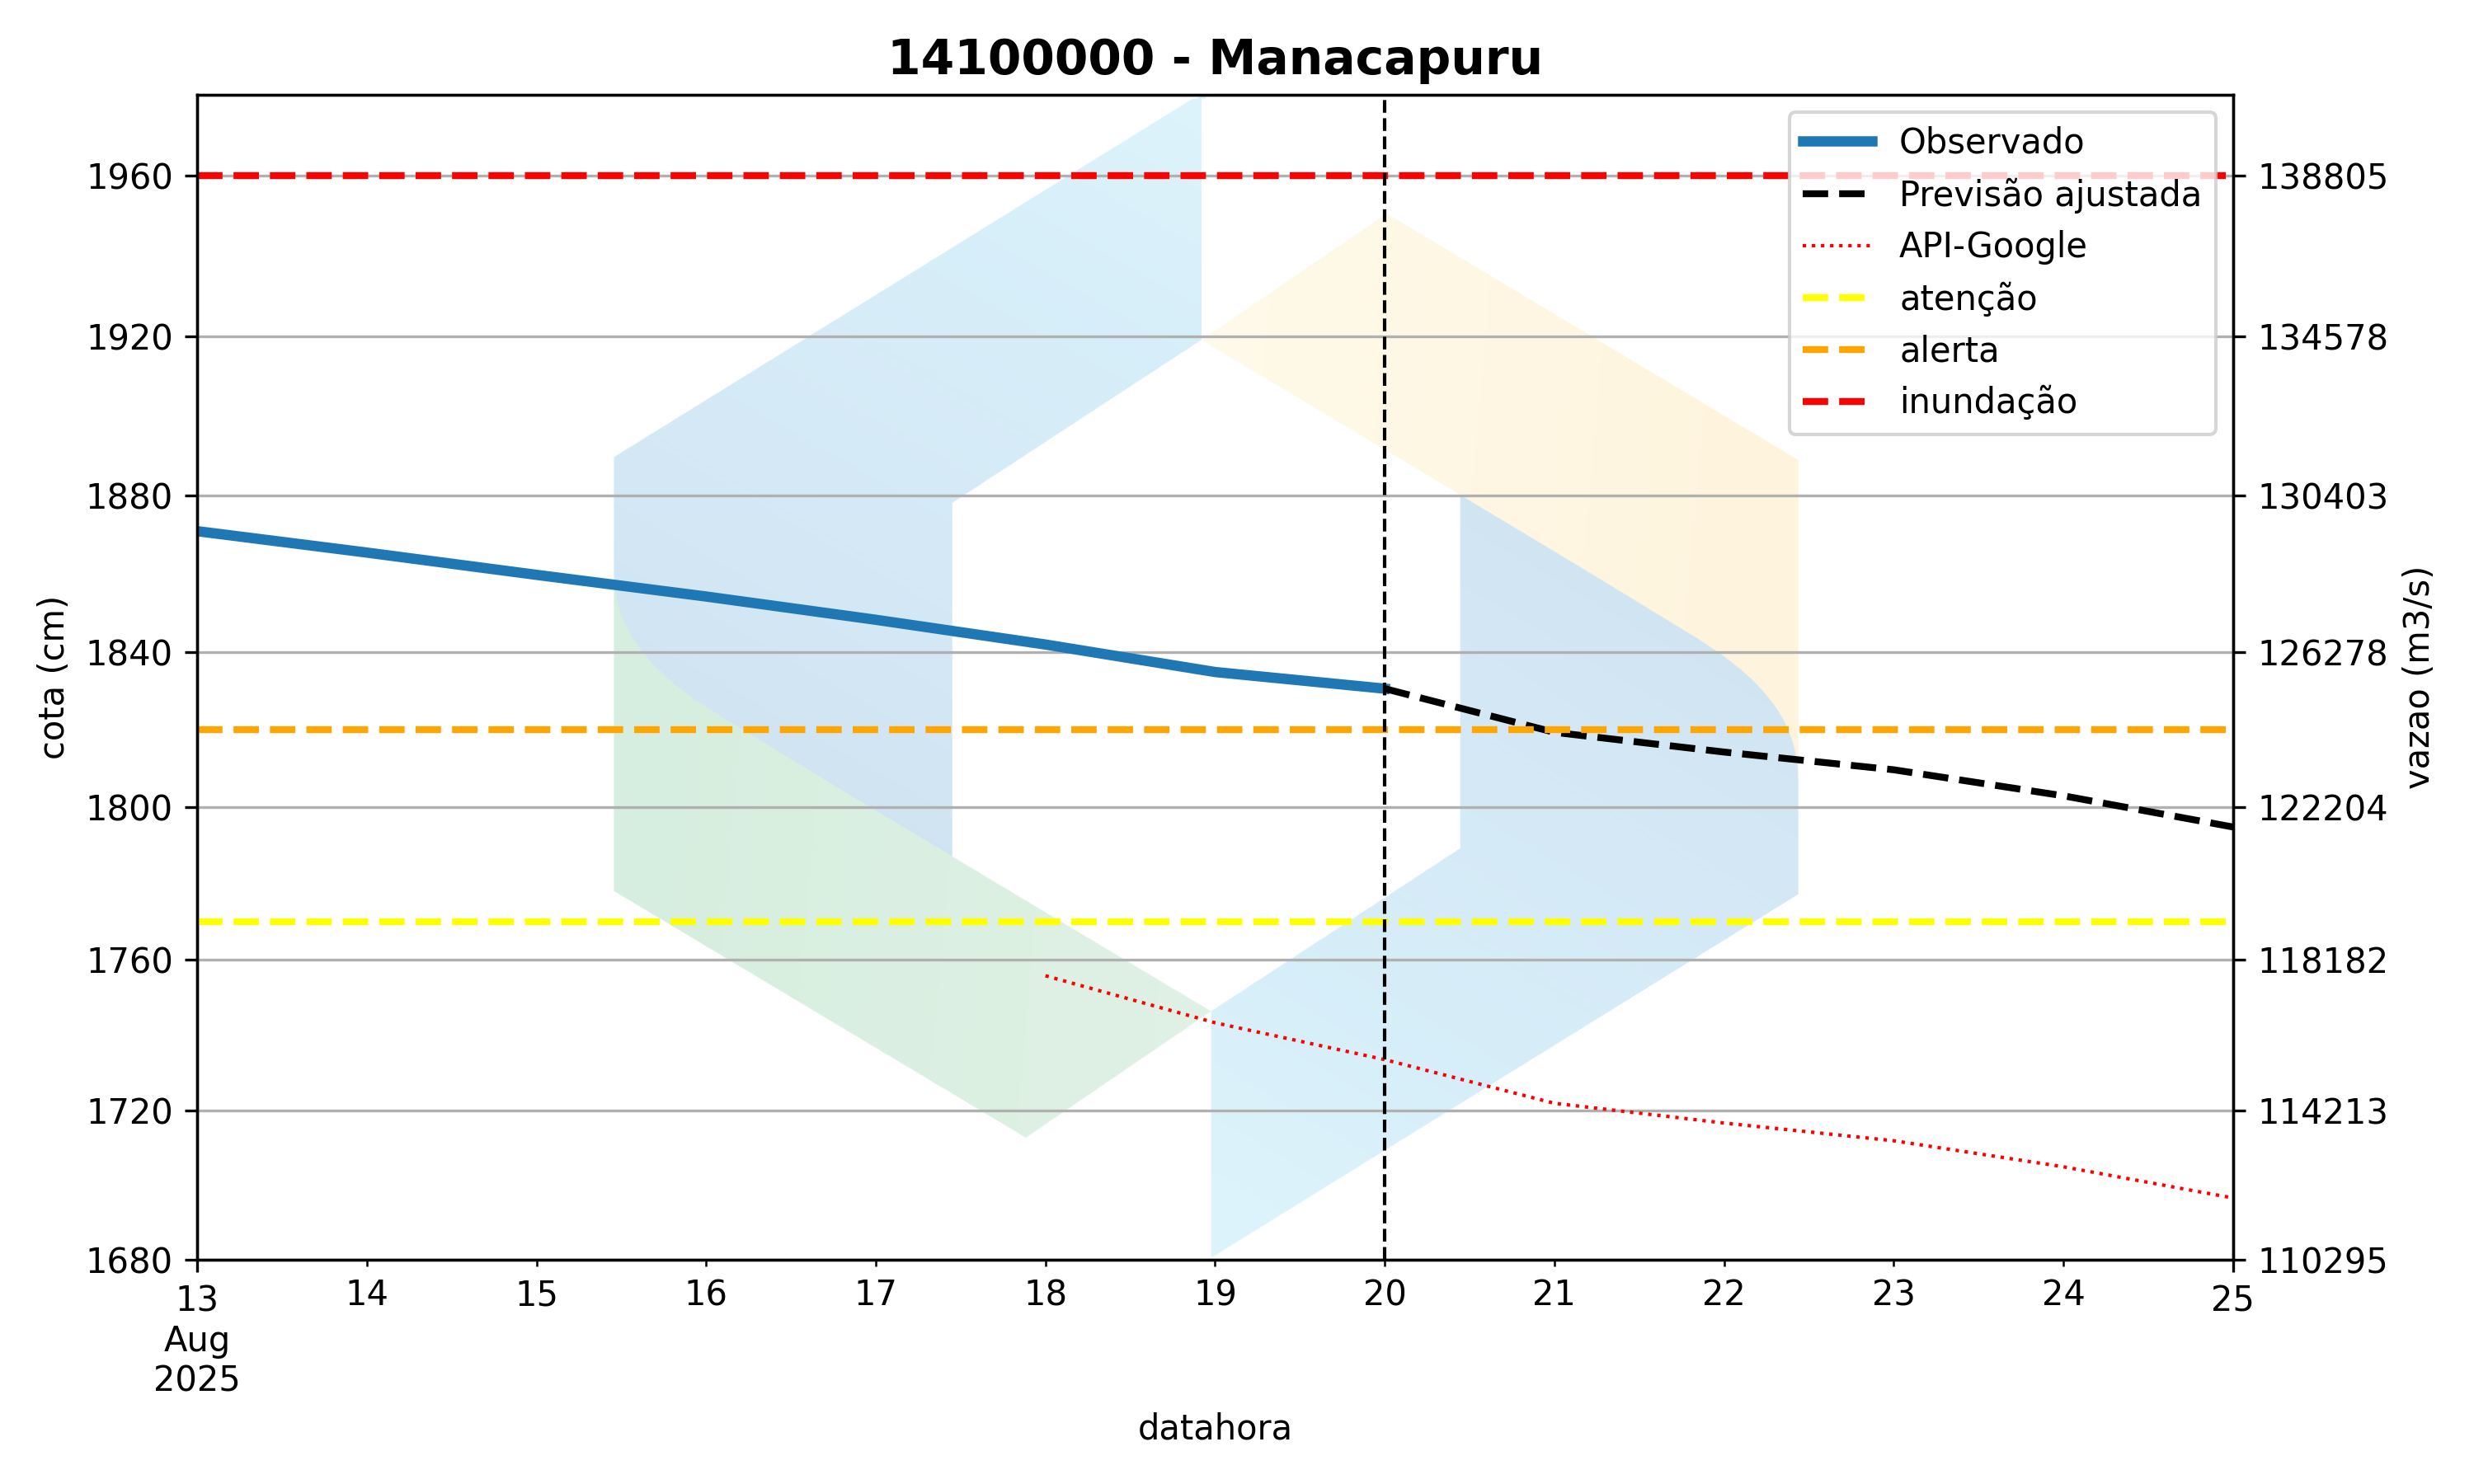 14100000 - Manacapuru
Observado
Previsão ajustada
API-Google
atenção
alerta
inundação
1960
1920
1880
1840
1800
1760
1720
1680
cota (cm)
138805
134578
130403
126278
122204
118182
114213
110295
vazao (m3/s)
13 14 15 16 17 18 19 20 21 22 23 24 25
Aug
2025
datahora